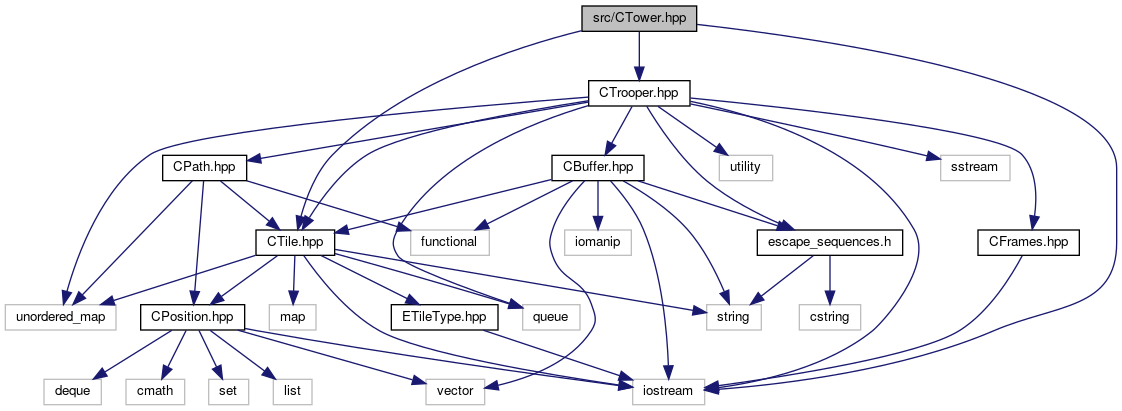 src/CTower.hpp
CTrooper.hpp
CPath.hpp
CBuffer.hpp
utility
sstream
CTile.hpp
functional
iomanip
escape_sequences.h
CFrames.hpp
unordered_map
CPosition.hpp
map
ETileType.hpp
queue
string
cstring
deque
cmath
set
list
vector
iostream